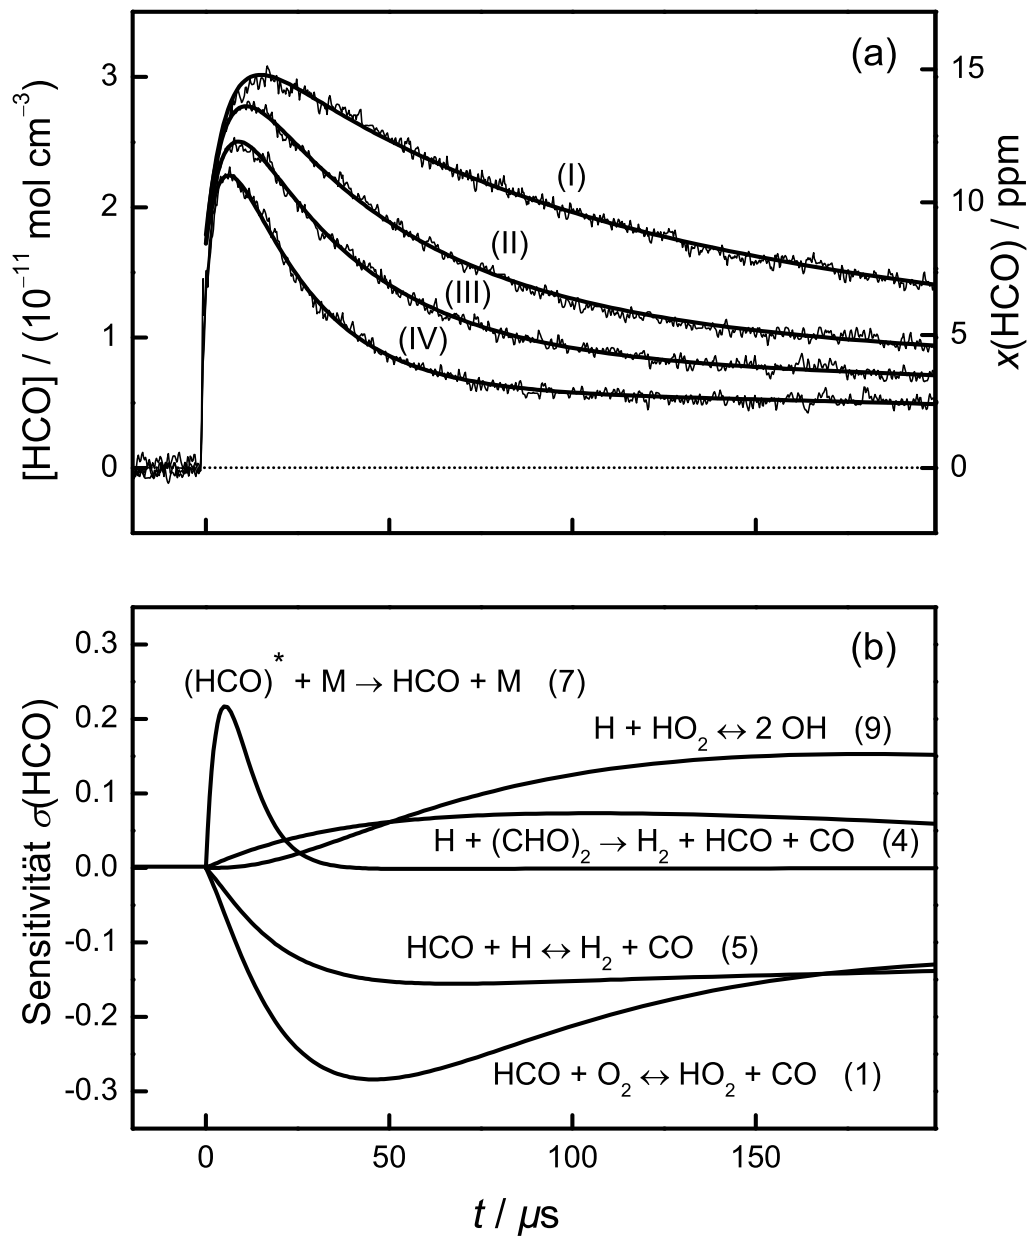 (a)
[HCO] / (10⁻¹¹ mol cm⁻³)
x(HCO) / ppm
3
2
1
0
15
10
5
0
(I)
(II)
(III)
(IV)
(b)
Sensitivität σ(HCO)
0.3
0.2
0.1
0.0
-0.1
-0.2
-0.3
(HCO)* + M → HCO + M (7)
H + HO₂ ↔ 2 OH (9)
H + (CHO)₂ → H₂ + HCO + CO (4)
HCO + H ↔ H₂ + CO (5)
HCO + O₂ ↔ HO₂ + CO (1)
0 50 100 150
t / µs